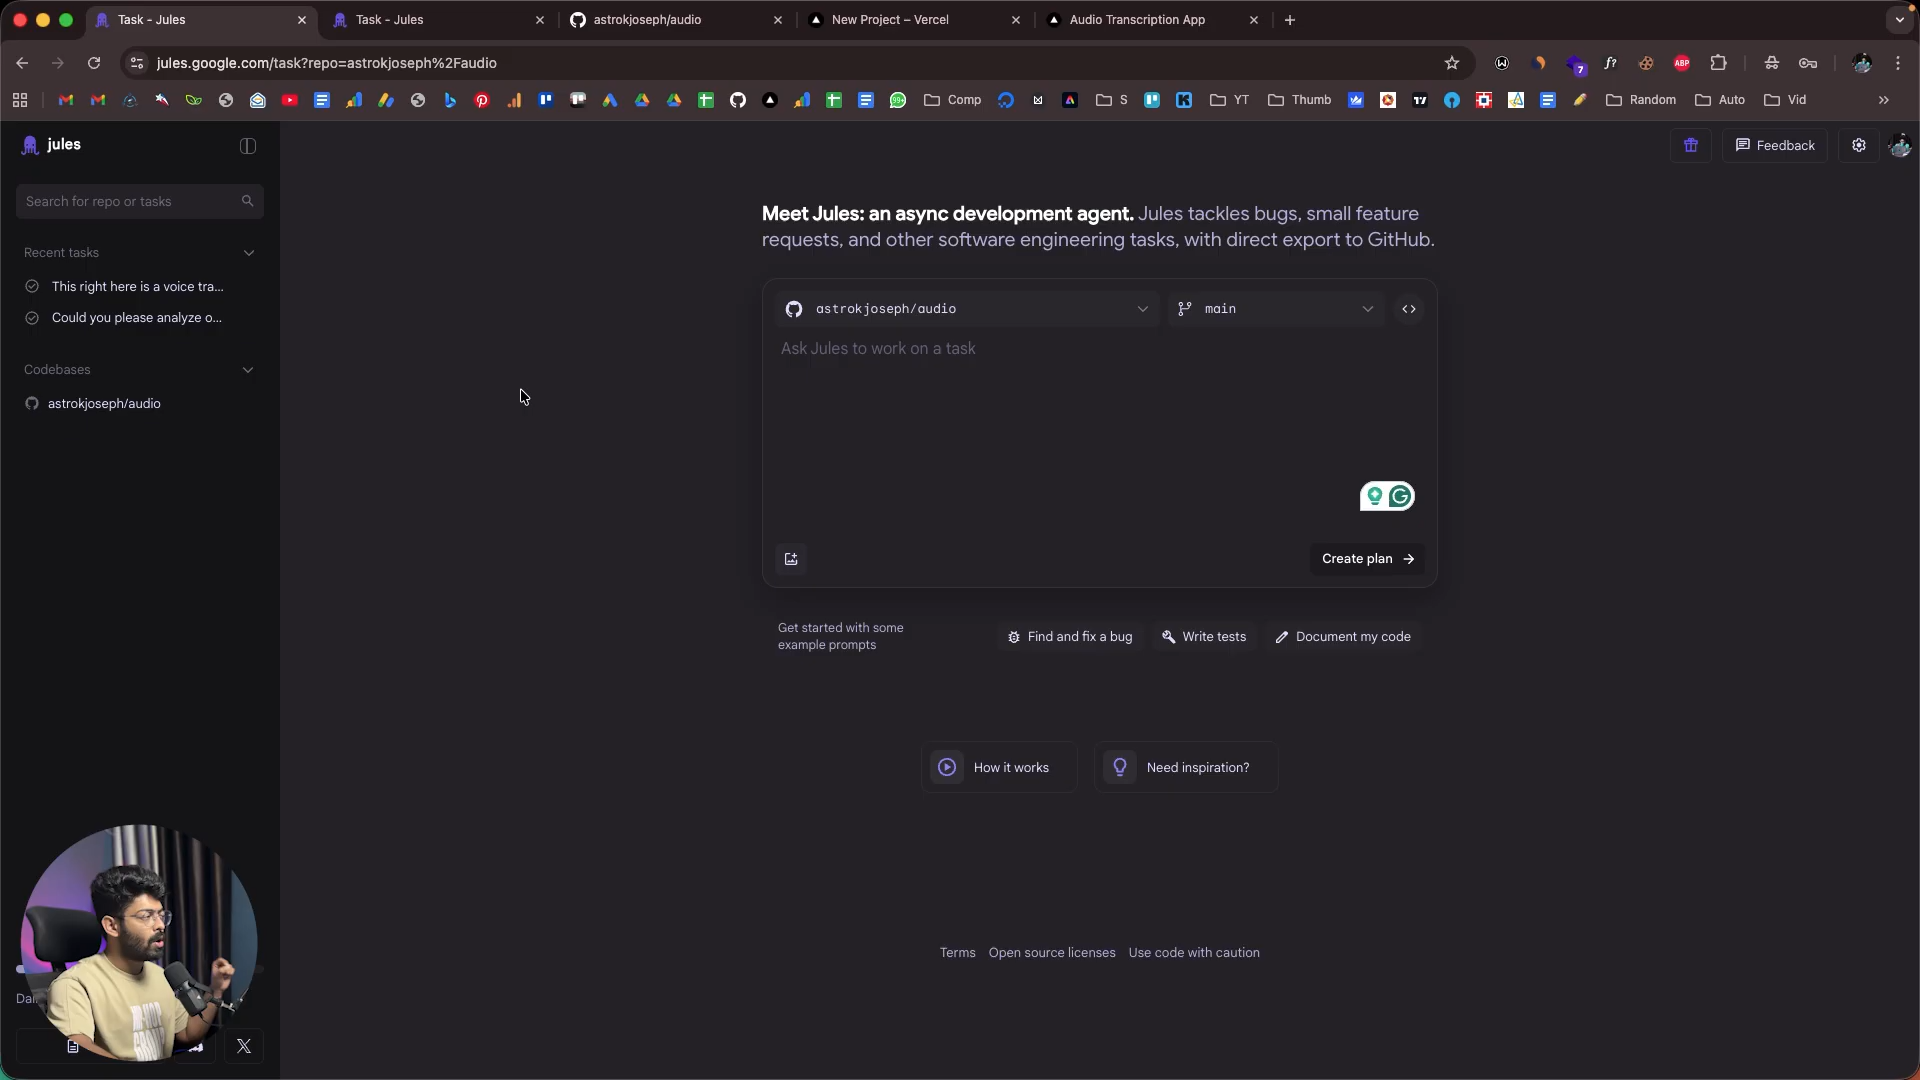 Task - Jules
Task - Jules
astrokjoseph/audio
New Project – Vercel
Audio Transcription App
jules.google.com/task?repo=astrokjoseph%2Faudio
7
f?
ABP
99+
Comp
S
YT
Thumb
Random
Auto
Vid
jules
Feedback
Search for repo or tasks
Meet Jules: an async development agent. Jules tackles bugs, small feature
requests, and other software engineering tasks, with direct export to GitHub.
Recent tasks
This right here is a voice tra...
Could you please analyze o...
astrokjoseph/audio
main
Ask Jules to work on a task
Codebases
astrokjoseph/audio
Create plan
Get started with some
example prompts
Find and fix a bug
Write tests
Document my code
How it works
Need inspiration?
Terms
Open source licenses
Use code with caution